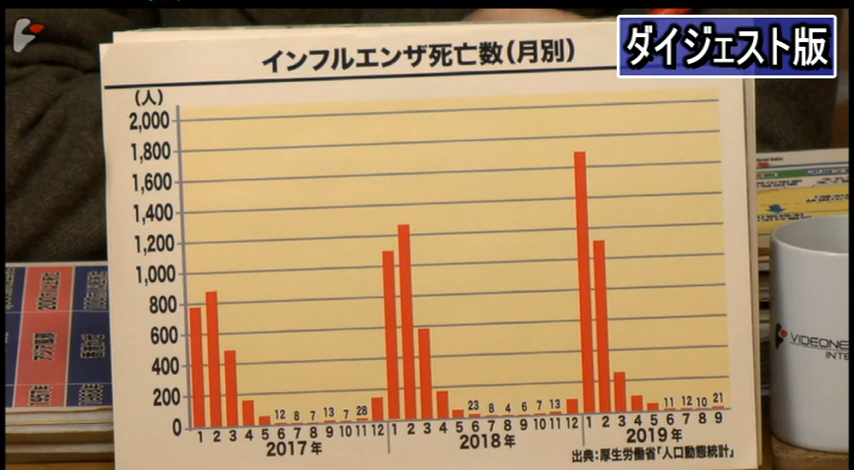 ダイジェスト版
インフルエンザ死亡数(月別)
(人)
2,000
1,800
1,600
1,400
1,200
1,000
800
600
400
200
0
12 8 7 13 7 28 23 8 4 6 7 13 11 12 10 21
1 2 3 4 5 6 7 8 9 10 11 12 1 2 3 4 5 6 7 8 9 10 11 12 1 2 3 4 5 6 7 8 9
2017年 2018年 2019年
出典:厚生労働省「人口動態統計」
VIDEONE
INTE